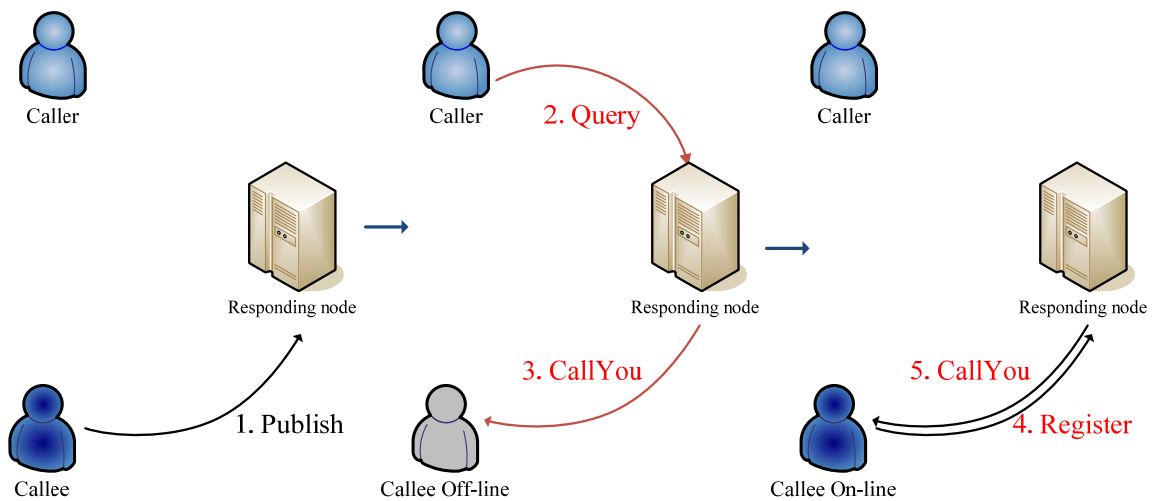 Caller
Caller
Caller
2. Query
Responding node
Responding node
Responding node
3. CallYou
5. CallYou
1. Publish
4. Register
Callee
Callee Off-line
Callee On-line